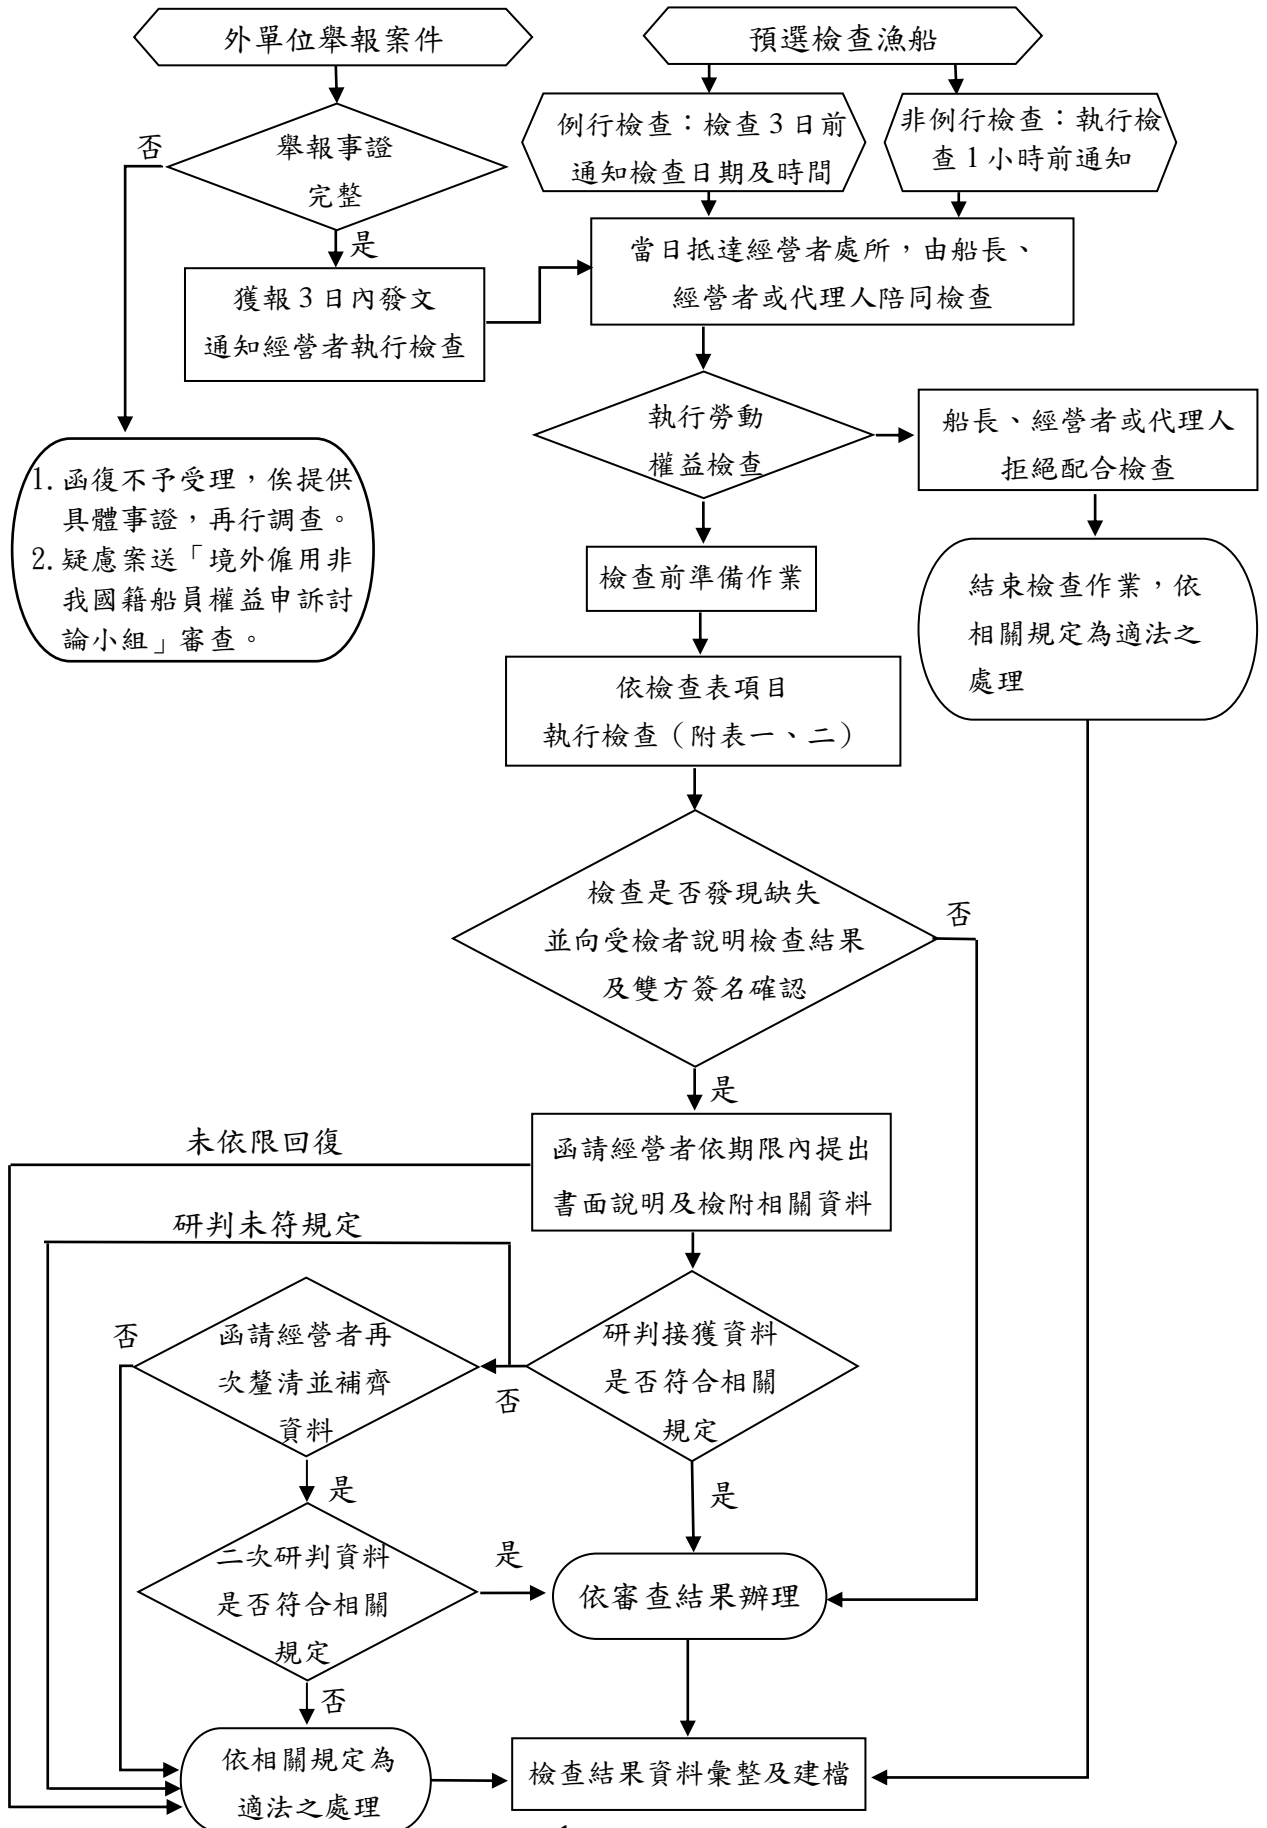 外單位舉報案件
預選檢查漁船
例行檢查：檢查3日前
通知檢查日期及時間
非例行檢查：執行檢
查1小時前通知
否
舉報事證
完整
是
獲報3日內發文
通知經營者執行檢查
當日抵達經營者處所，由船長、
經營者或代理人陪同檢查
執行勞動
權益檢查
船長、經營者或代理人
拒絕配合檢查
1.函復不予受理，俟提供
具體事證，再行調查。
2.疑慮案送「境外僱用非
我國籍船員權益申訴討
論小組」審查。
檢查前準備作業
結束檢查作業，依
相關規定為適法之
處理
依檢查表項目
執行檢查（附表一、二）
檢查是否發現缺失
並向受檢者說明檢查結果
及雙方簽名確認
否
是
未依限回復
函請經營者依期限內提出
書面說明及檢附相關資料
研判未符規定
否
函請經營者再
次釐清並補齊
資料
否
研判接獲資料
是否符合相關
規定
是
是
二次研判資料
是否符合相關
規定
是
依審查結果辦理
否
依相關規定為
適法之處理
檢查結果資料彙整及建檔